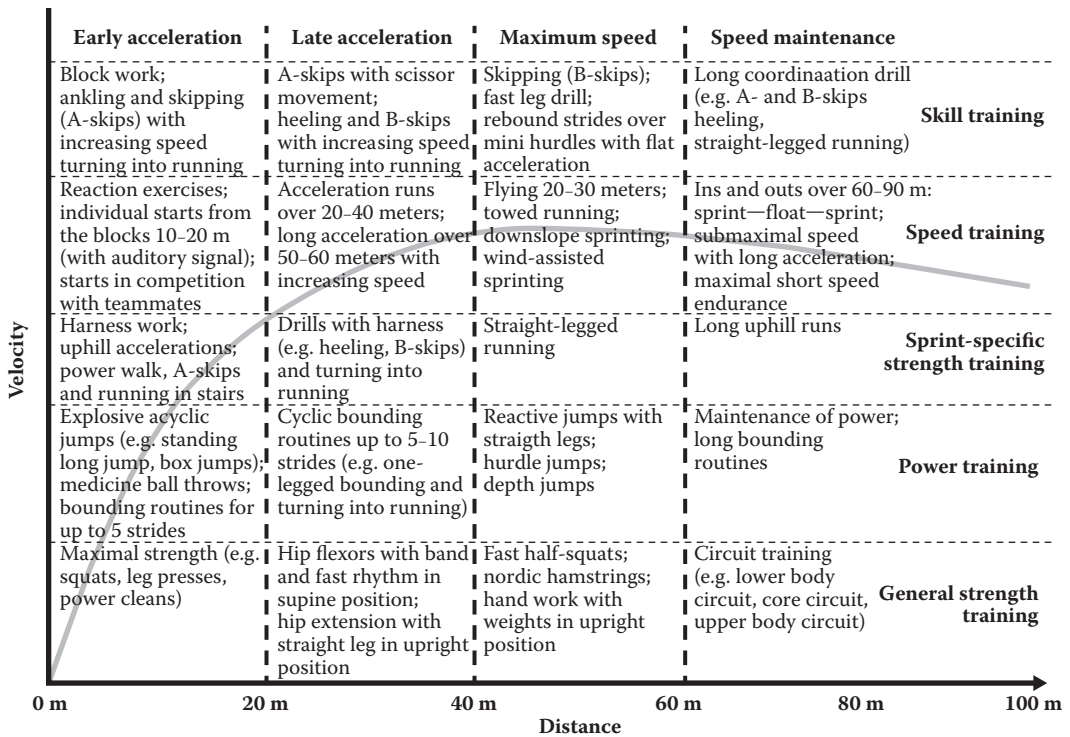 Early acceleration
Late acceleration
Maximum speed
Speed maintenance
Block work;
ankling and skipping
(A-skips) with
increasing speed
turning into running
A-skips with scissor
movement;
heeling and B-skips
with increasing speed
turning into running
Skipping (B-skips);
fast leg drill;
rebound strides over
mini hurdles with flat
acceleration
Long coordinaation drill
(e.g. A- and B-skips
heeling,
straight-legged running)
Skill training
Reaction exercises;
individual starts from
the blocks 10–20 m
(with auditory signal);
starts in competition
with teammates
Acceleration runs
over 20–40 meters;
long acceleration over
50–60 meters with
increasing speed
Flying 20–30 meters;
towed running;
downslope sprinting;
wind-assisted
sprinting
Ins and outs over 60–90 m:
sprint—float—sprint;
submaximal speed
with long acceleration;
maximal short speed
endurance
Speed training
Harness work;
uphill accelerations;
power walk, A-skips
and running in stairs
Drills with harness
(e.g. heeling, B-skips)
and turning into
running
Straight-legged
running
Long uphill runs
Sprint-specific
strength training
Explosive acyclic
jumps (e.g. standing
long jump, box jumps);
medicine ball throws;
bounding routines for
up to 5 strides
Cyclic bounding
routines up to 5–10
strides (e.g. one-
legged bounding and
turning into running)
Reactive jumps with
straigth legs;
hurdle jumps;
depth jumps
Maintenance of power;
long bounding
routines
Power training
Maximal strength (e.g.
squats, leg presses,
power cleans)
Hip flexors with band
and fast rhythm in
supine position;
hip extension with
straight leg in upright
position
Fast half-squats;
nordic hamstrings;
hand work with
weights in upright
position
Circuit training
(e.g. lower body
circuit, core circuit,
upper body circuit)
General strength
training
Velocity
0 m
20 m
40 m
60 m
80 m
100 m
Distance